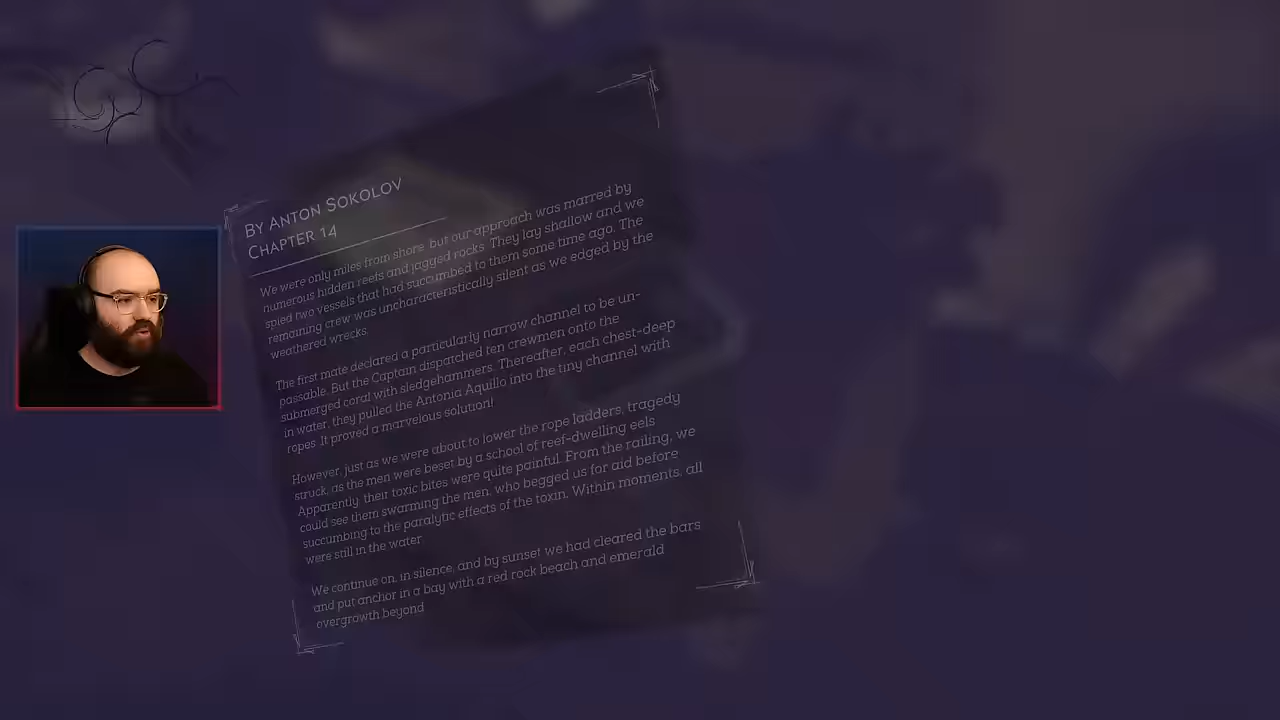 BY ANTON SOKOLOV
CHAPTER 14
We were only miles from shore, but our approach was marred by
numerous hidden reefs and jagged rocks. They lay shallow and we
spied two vessels that had succumbed to them some time ago. The
remaining crew was uncharacteristically silent as we edged by the
weathered wrecks.
The first mate declared a particularly narrow channel to be un-
passable. But the Captain dispatched ten crewmen onto the
submerged coral with sledgehammers. Thereafter, each chest-deep
in water, they pulled the Antonia Aquillo into the tiny channel with
ropes. It proved a marvelous solution!
However, just as we were about to lower the rope ladders, tragedy
struck, as the men were beset by a school of reef-dwelling eels.
Apparently, their toxic bites were quite painful. From the railing, we
could see them swarming the men, who begged us for aid before
succumbing to the paralytic effects of the toxin. Within moments, all
were still in the water.
We continue on, in silence, and by sunset we had cleared the bars
and put anchor in a bay with a red rock beach and emerald
overgrowth beyond